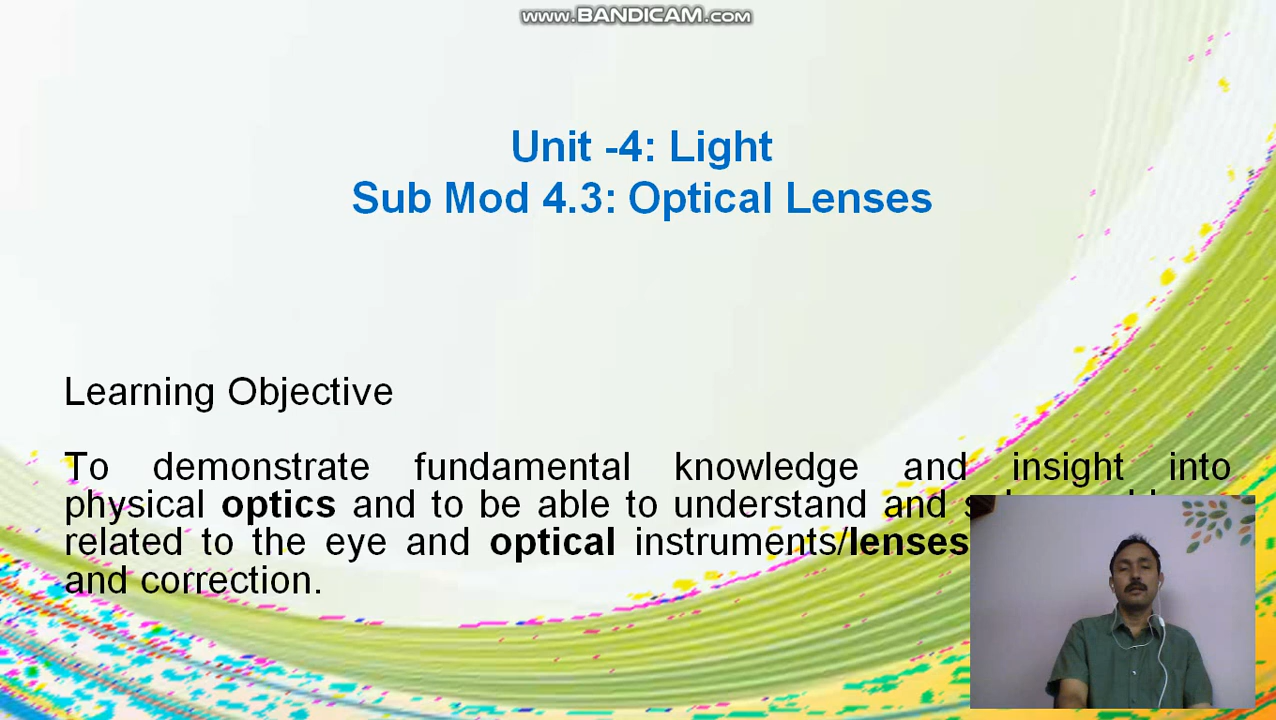 www.BANDICAM.com
Unit -4: Light
Sub Mod 4.3: Optical Lenses
Learning Objective
To demonstrate fundamental knowledge and insight into
physical optics and to be able to understand and
related to the eye and optical instruments/lenses
and correction.